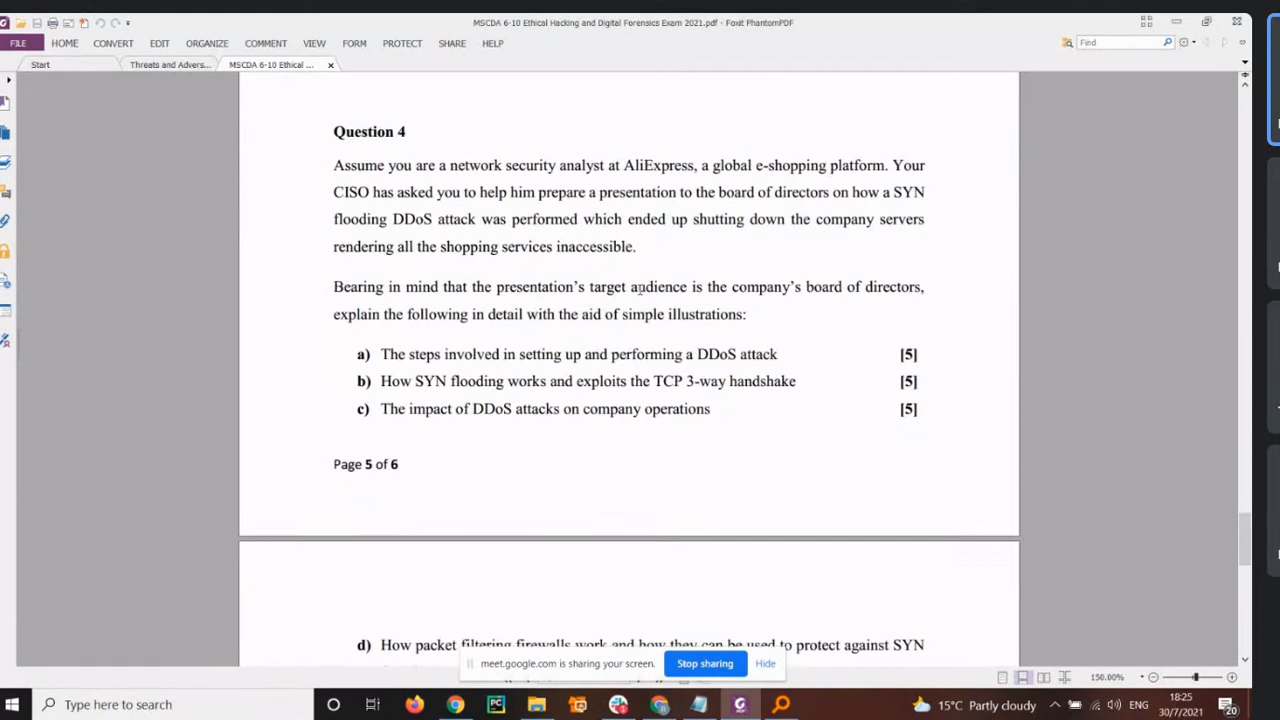 MSCDA 6-10 Ethical Hacking and Digital Forensics Exam 2021.pdf - Foxit PhantomPDF
FILE HOME CONVERT EDIT ORGANIZE COMMENT VIEW FORM PROTECT SHARE HELP
Find
Start Threats and Advers... MSCDA 6-10 Ethical ...
Question 4
Assume you are a network security analyst at AliExpress, a global e-shopping platform. Your
CISO has asked you to help him prepare a presentation to the board of directors on how a SYN
flooding DDoS attack was performed which ended up shutting down the company servers
rendering all the shopping services inaccessible.
Bearing in mind that the presentation's target audience is the company's board of directors,
explain the following in detail with the aid of simple illustrations:
a) The steps involved in setting up and performing a DDoS attack [5]
b) How SYN flooding works and exploits the TCP 3-way handshake [5]
c) The impact of DDoS attacks on company operations [5]
Page 5 of 6
d) How packet filtering firewalls work and how they can be used to protect against SYN
meet.google.com is sharing your screen. Stop sharing Hide
150.00%
Type here to search
15°C Partly cloudy
ENG
18:25
30/7/2021
20